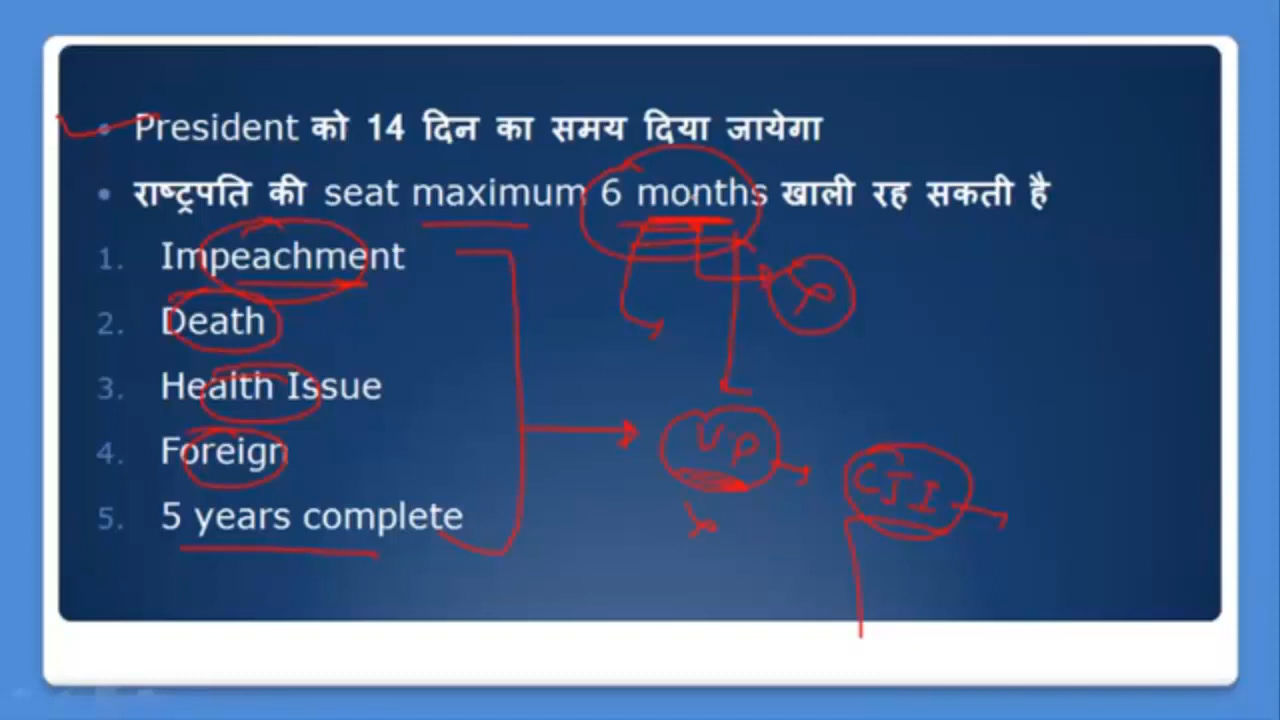 President को 14 दिन का समय दिया जायेगा
राष्ट्रपति की seat maximum 6 months खाली रह सकती है
1. Impeachment
2. Death
3. Health Issue
4. Foreign
5. 5 years complete
VP
CJI